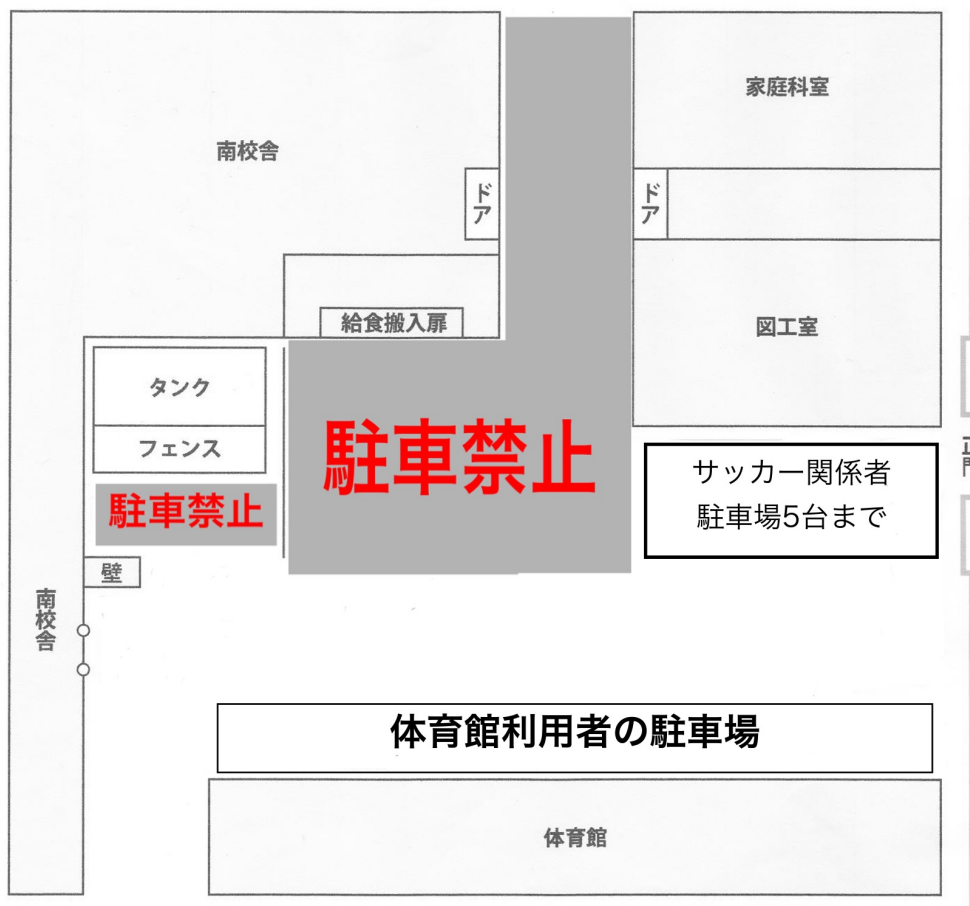 家庭科室
南校舎
ドア
ドア
給食搬入扉
図工室
タンク
フェンス
駐車禁止
サッカー関係者
駐車場5台まで
正門
駐車禁止
壁
南校舎
体育館利用者の駐車場
体育館